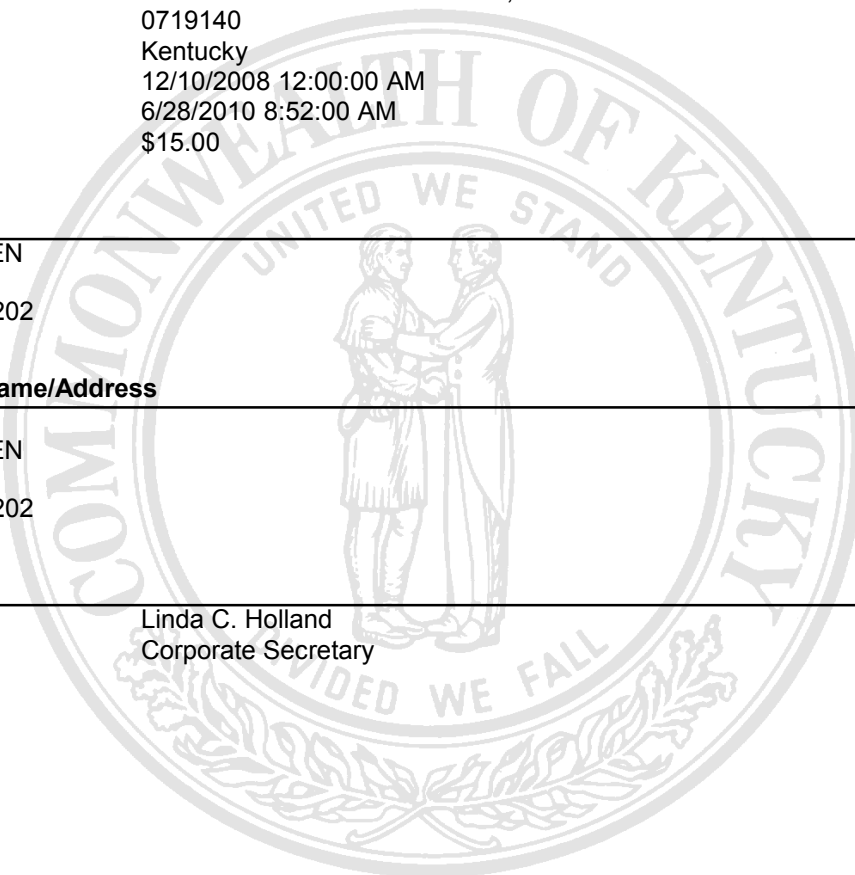 0719140
Kentucky
12/10/2008 12:00:00 AM
6/28/2010 8:52:00 AM
$15.00
COMMONWEALTH OF KENTUCKY
UNITED WE STAND
EN
202
ame/Address
EN
202
Linda C. Holland
Corporate Secretary
DIVIDED WE FALL